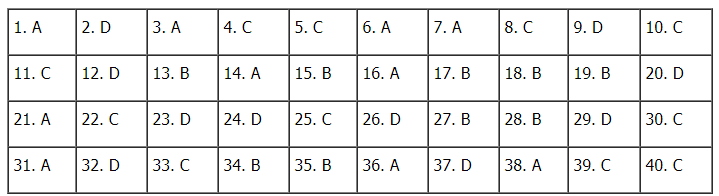 1. A 2. D 3. A 4. C 5. C 6. A 7. A 8. C 9. D 10. C
11. C 12. D 13. B 14. A 15. B 16. A 17. B 18. B 19. B 20. D
21. A 22. C 23. D 24. D 25. C 26. D 27. B 28. B 29. D 30. C
31. A 32. D 33. C 34. B 35. B 36. A 37. D 38. A 39. C 40. C